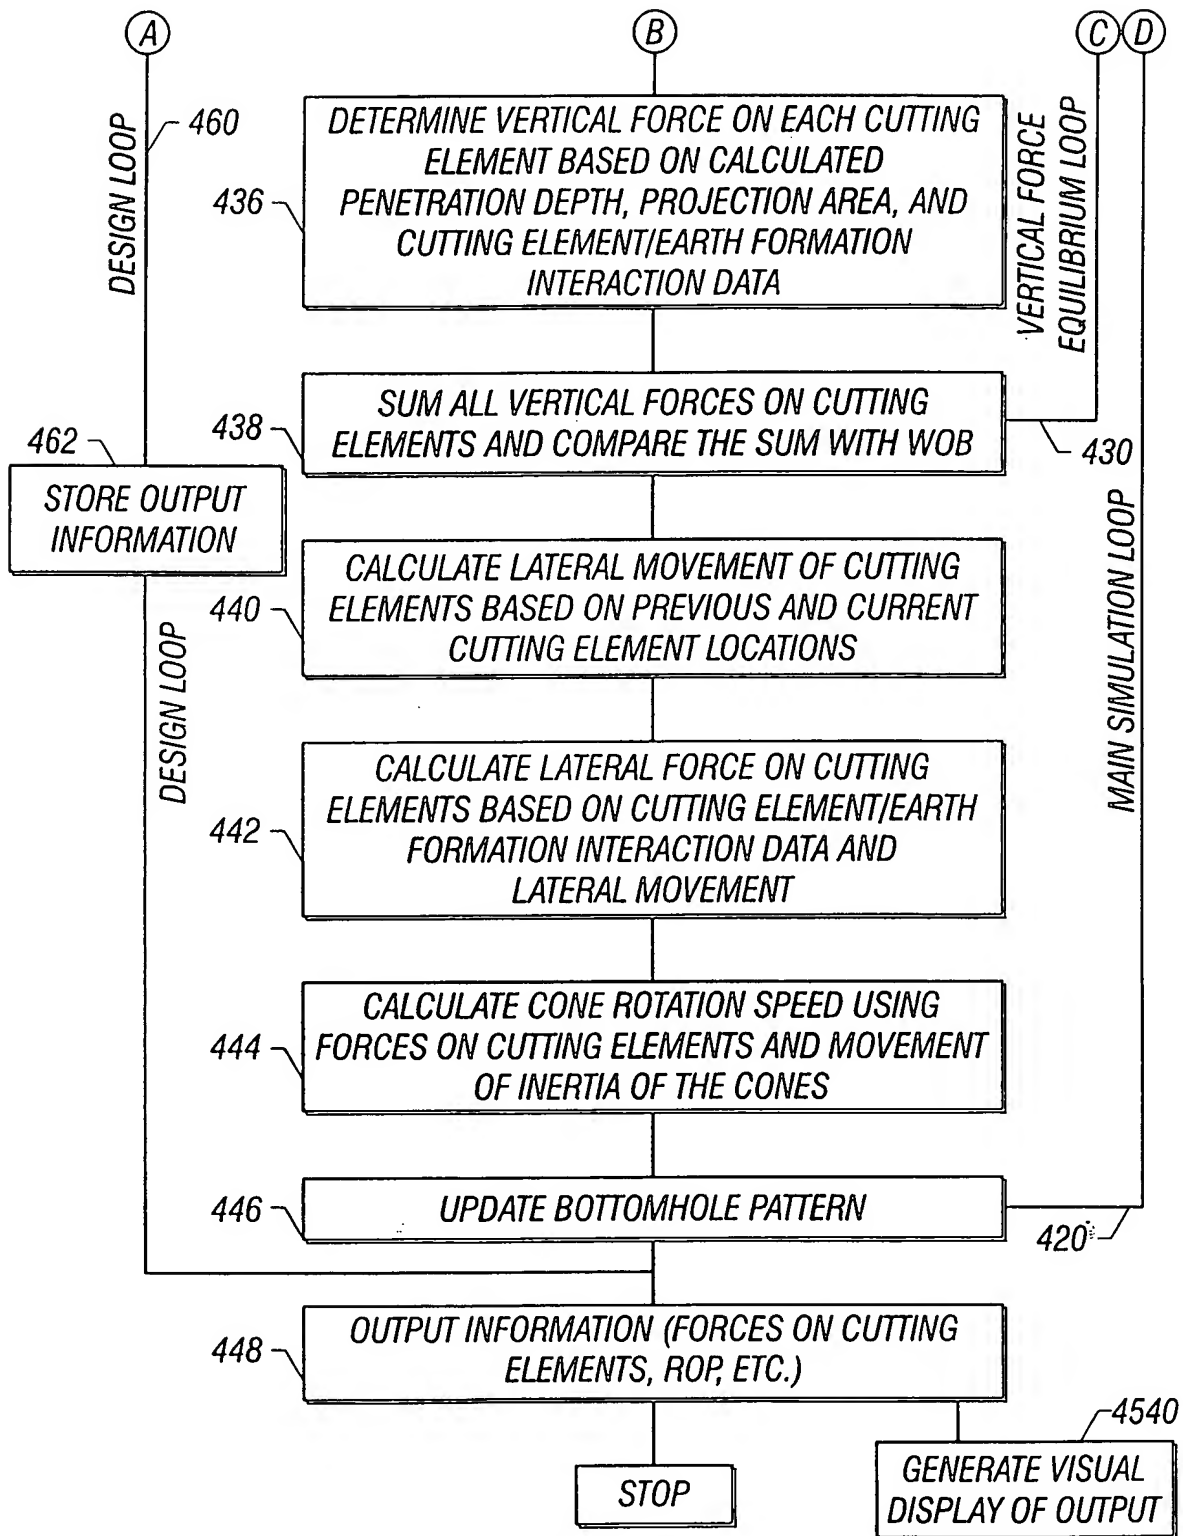 A
B
C
D
DESIGN LOOP
460
436
DETERMINE VERTICAL FORCE ON EACH CUTTING
ELEMENT BASED ON CALCULATED
PENETRATION DEPTH, PROJECTION AREA, AND
CUTTING ELEMENT/EARTH FORMATION
INTERACTION DATA
VERTICAL FORCE
EQUILIBRIUM LOOP
438
SUM ALL VERTICAL FORCES ON CUTTING
ELEMENTS AND COMPARE THE SUM WITH WOB
430
462
STORE OUTPUT
INFORMATION
DESIGN LOOP
440
CALCULATE LATERAL MOVEMENT OF CUTTING
ELEMENTS BASED ON PREVIOUS AND CURRENT
CUTTING ELEMENT LOCATIONS
MAIN SIMULATION LOOP
442
CALCULATE LATERAL FORCE ON CUTTING
ELEMENTS BASED ON CUTTING ELEMENT/EARTH
FORMATION INTERACTION DATA AND
LATERAL MOVEMENT
444
CALCULATE CONE ROTATION SPEED USING
FORCES ON CUTTING ELEMENTS AND MOVEMENT
OF INERTIA OF THE CONES
446
UPDATE BOTTOMHOLE PATTERN
420
448
OUTPUT INFORMATION (FORCES ON CUTTING
ELEMENTS, ROP, ETC.)
STOP
4540
GENERATE VISUAL
DISPLAY OF OUTPUT